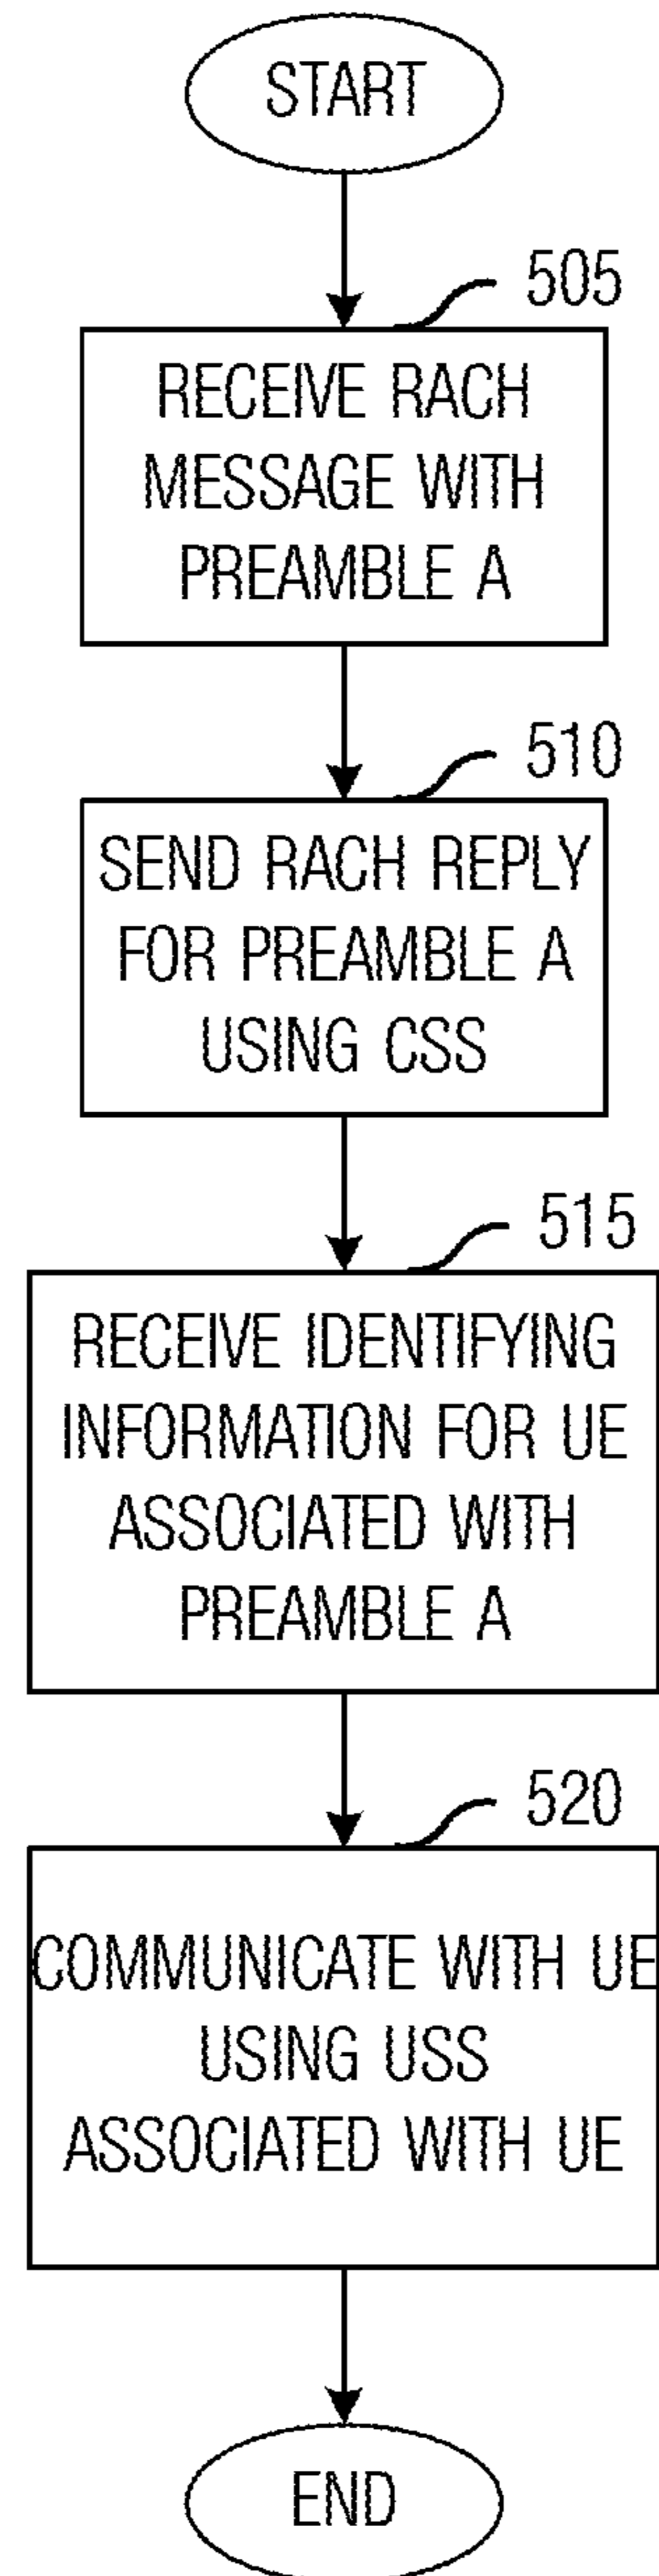 START
505
RECEIVE RACH
MESSAGE WITH
PREAMBLE A
510
SEND RACH REPLY
FOR PREAMBLE A
USING CSS
515
RECEIVE IDENTIFYING
INFORMATION FOR UE
ASSOCIATED WITH
PREAMBLE A
520
COMMUNICATE WITH UE
USING USS
ASSOCIATED WITH UE
END